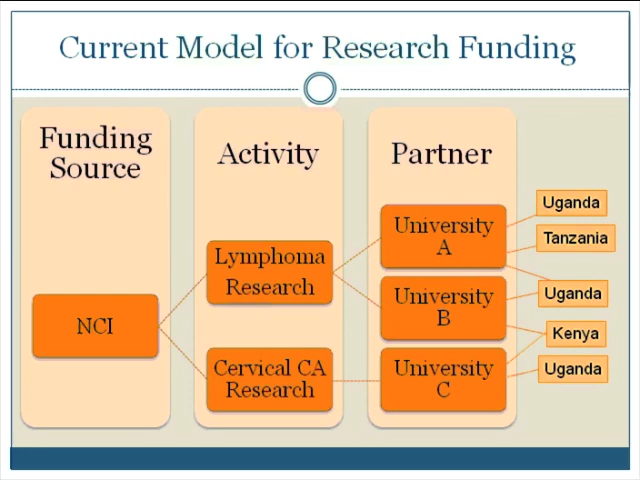 Current Model for Research Funding
Funding
Source
Activity
Partner
NCI
Lymphoma
Research
Cervical CA
Research
University
A
University
B
University
C
Uganda
Tanzania
Uganda
Kenya
Uganda